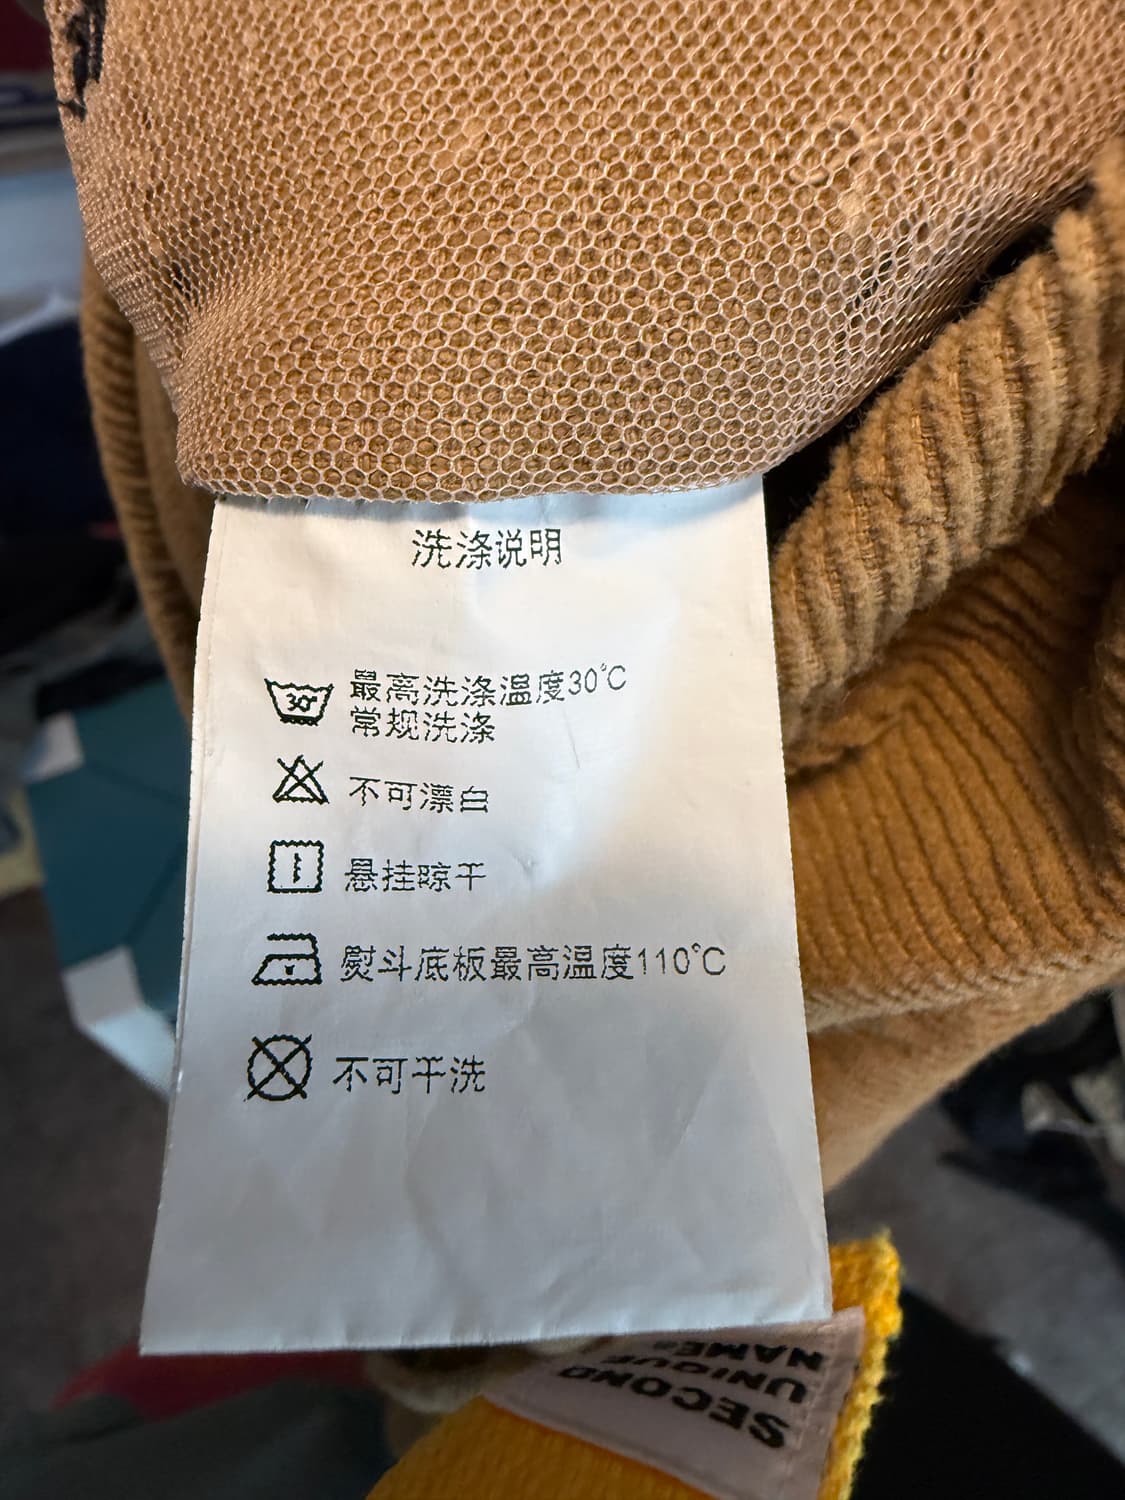 洗涤说明
30°
最高洗涤温度30℃
常规洗涤
不可漂白
悬挂晾干
熨斗底板最高温度110℃
不可干洗
SECOND
UNIQUE
NAME®